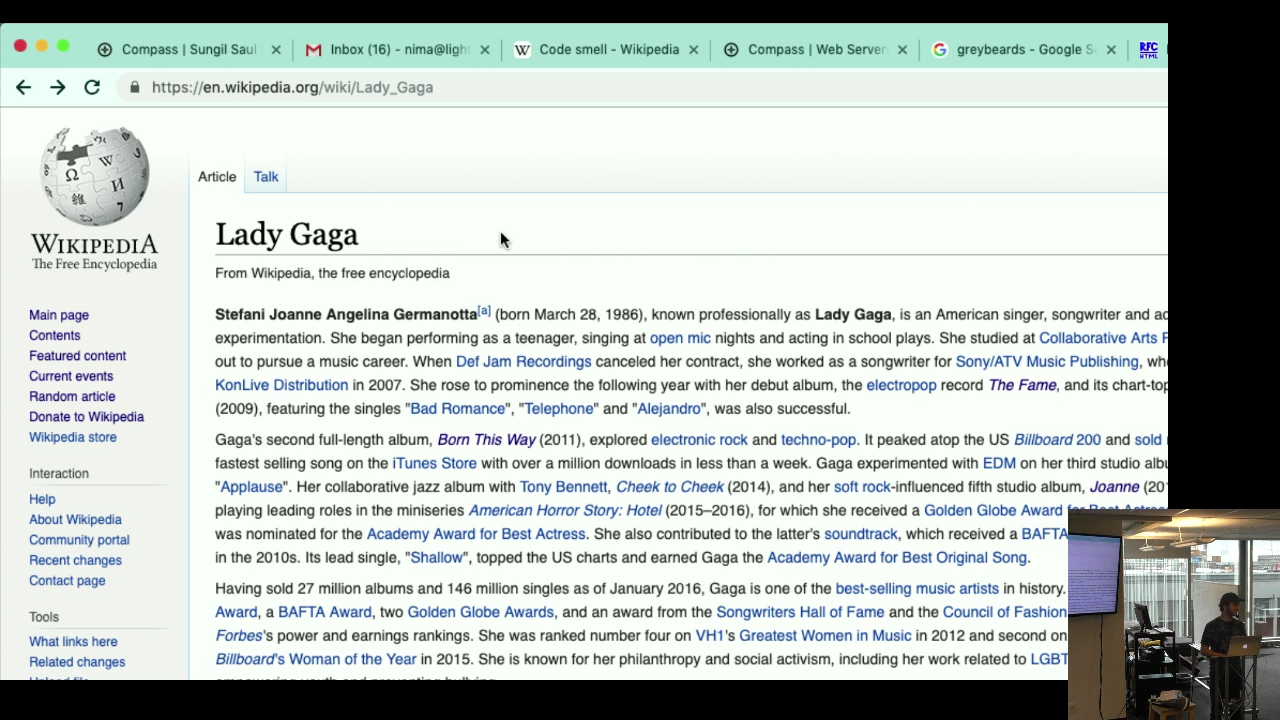 Compass | Sungil Saul
Inbox (16) - nima@ligh
Code smell - Wikipedia
Compass | Web Server
greybeards - Google S
RFC
HTML
https://en.wikipedia.org/wiki/Lady_Gaga
WIKIPEDIA
The Free Encyclopedia
Main page
Contents
Featured content
Current events
Random article
Donate to Wikipedia
Wikipedia store
Interaction
Help
About Wikipedia
Community portal
Recent changes
Contact page
Tools
What links here
Related changes
Article
Talk
Lady Gaga
From Wikipedia, the free encyclopedia
Stefani Joanne Angelina Germanotta[a] (born March 28, 1986), known professionally as Lady Gaga, is an American singer, songwriter and ac
experimentation. She began performing as a teenager, singing at open mic nights and acting in school plays. She studied at Collaborative Arts P
out to pursue a music career. When Def Jam Recordings canceled her contract, she worked as a songwriter for Sony/ATV Music Publishing, wh
KonLive Distribution in 2007. She rose to prominence the following year with her debut album, the electropop record The Fame, and its chart-top
(2009), featuring the singles "Bad Romance", "Telephone" and "Alejandro", was also successful.
Gaga's second full-length album, Born This Way (2011), explored electronic rock and techno-pop. It peaked atop the US Billboard 200 and sold
fastest selling song on the iTunes Store with over a million downloads in less than a week. Gaga experimented with EDM on her third studio albu
"Applause". Her collaborative jazz album with Tony Bennett, Cheek to Cheek (2014), and her soft rock-influenced fifth studio album, Joanne (201
playing leading roles in the miniseries American Horror Story: Hotel (2015–2016), for which she received a Golden Globe Award for Best Actress
was nominated for the Academy Award for Best Actress. She also contributed to the latter's soundtrack, which received a BAFTA
in the 2010s. Its lead single, "Shallow", topped the US charts and earned Gaga the Academy Award for Best Original Song.
Having sold 27 million albums and 146 million singles as of January 2016, Gaga is one of the best-selling music artists in history.
Award, a BAFTA Award, two Golden Globe Awards, and an award from the Songwriters Hall of Fame and the Council of Fashion
Forbes's power and earnings rankings. She was ranked number four on VH1's Greatest Women in Music in 2012 and second on
Billboard's Woman of the Year in 2015. She is known for her philanthropy and social activism, including her work related to LGBT